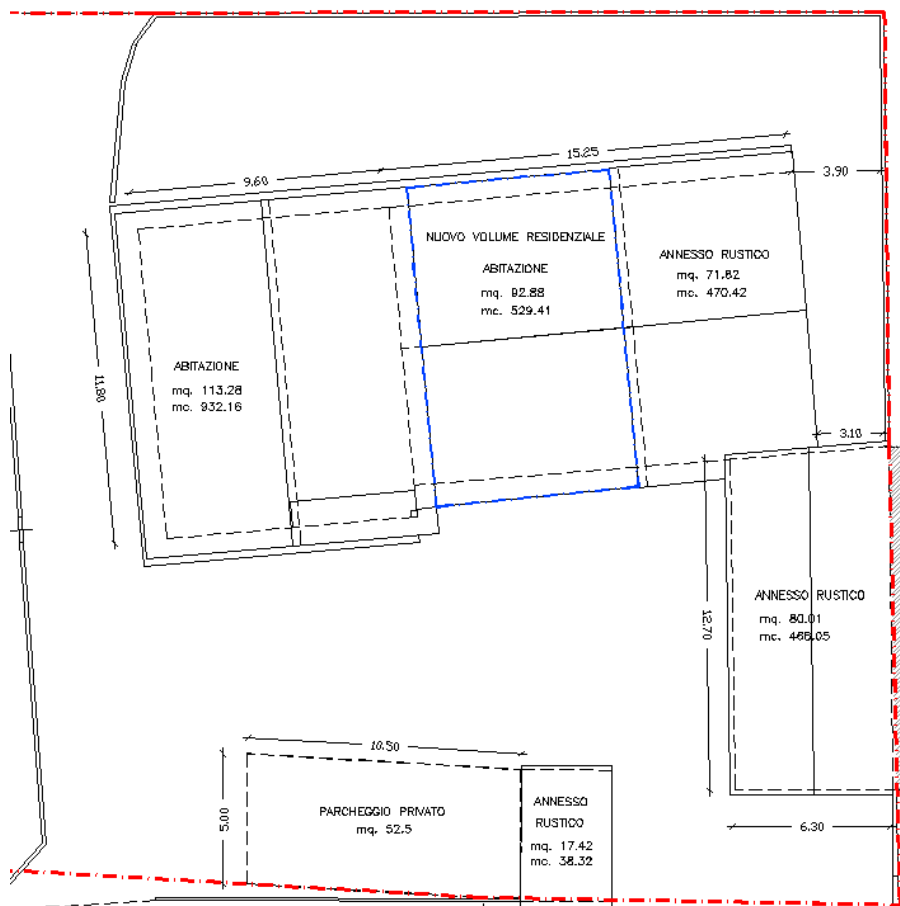 15.25
9.60
3.90
NUOVO VOLUME RESIDENZIALE
ABITAZIONE
mq. 92.88
mc. 529.41
ANNESSO RUSTICO
mq. 71.82
mc. 470.42
11.80
ABITAZIONE
mq. 113.28
mc. 932.16
3.10
12.70
ANNESSO RUSTICO
mq. 80.01
mc. 466.05
10.50
5.00
PARCHEGGIO PRIVATO
mq. 52.5
ANNESSO
RUSTICO
mq. 17.42
mc. 38.32
6.30